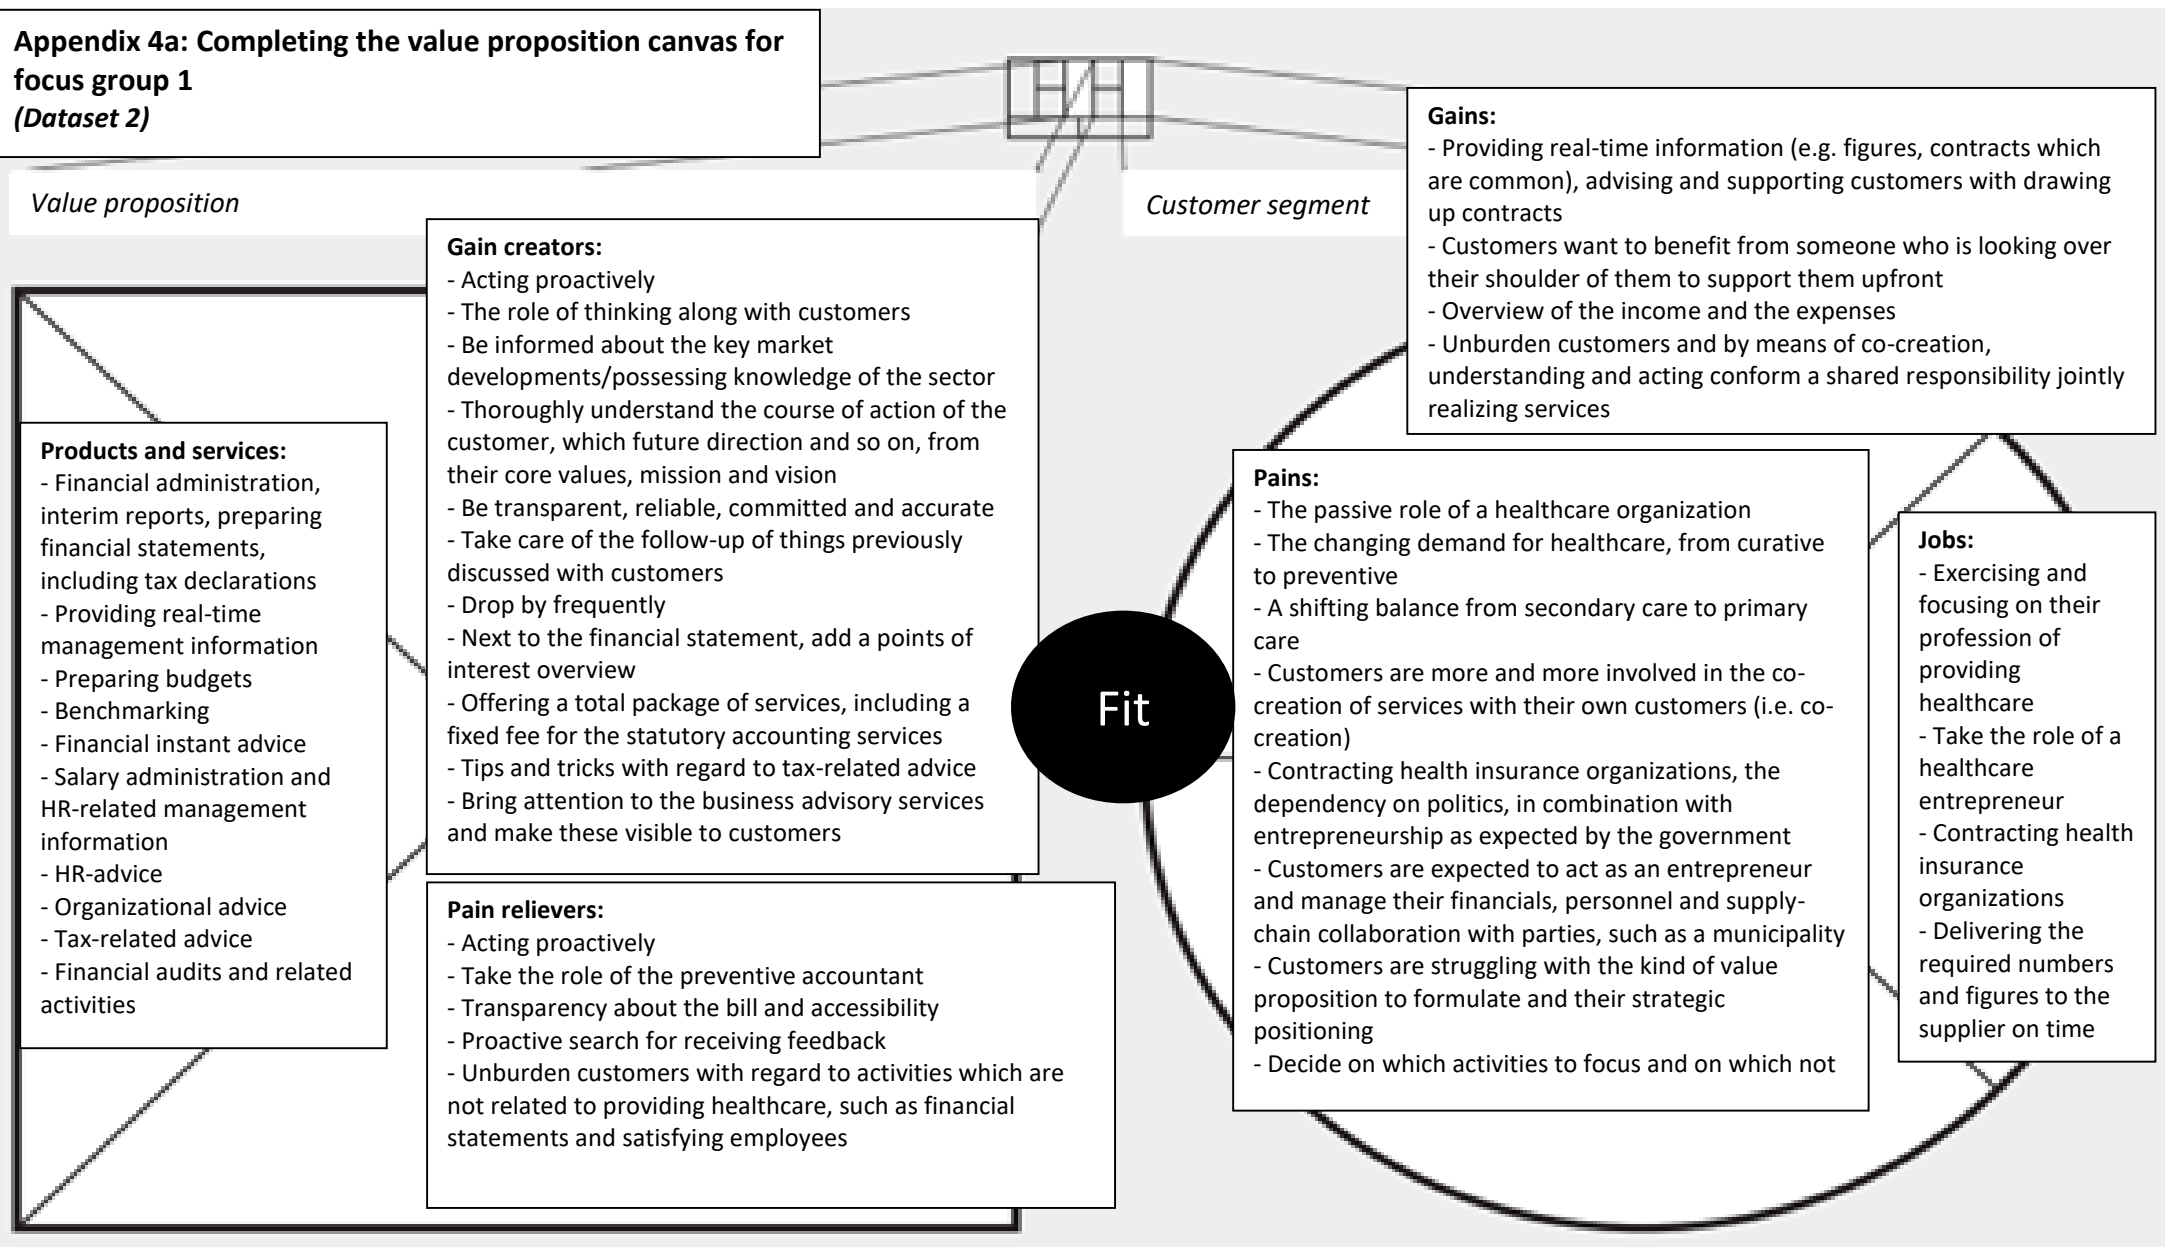 Appendix 4a: Completing the value proposition canvas for
focus group 1
(Dataset 2)
Value proposition
Products and services:
- Financial administration,
interim reports, preparing
financial statements,
including tax declarations
- Providing real-time
management information
- Preparing budgets
- Benchmarking
- Financial instant advice
- Salary administration and
HR-related management
information
- HR-advice
- Organizational advice
- Tax-related advice
- Financial audits and related
activities
Gain creators:
- Acting proactively
- The role of thinking along with customers
- Be informed about the key market
developments/possessing knowledge of the sector
- Thoroughly understand the course of action of the
customer, which future direction and so on, from
their core values, mission and vision
- Be transparent, reliable, committed and accurate
- Take care of the follow-up of things previously
discussed with customers
- Drop by frequently
- Next to the financial statement, add a points of
interest overview
- Offering a total package of services, including a
fixed fee for the statutory accounting services
- Tips and tricks with regard to tax-related advice
- Bring attention to the business advisory services
and make these visible to customers
Pain relievers:
- Acting proactively
- Take the role of the preventive accountant
- Transparency about the bill and accessibility
- Proactive search for receiving feedback
- Unburden customers with regard to activities which are
not related to providing healthcare, such as financial
statements and satisfying employees
Fit
Customer segment
Gains:
- Providing real-time information (e.g. figures, contracts which
are common), advising and supporting customers with drawing
up contracts
- Customers want to benefit from someone who is looking over
their shoulder of them to support them upfront
- Overview of the income and the expenses
- Unburden customers and by means of co-creation,
understanding and acting conform a shared responsibility jointly
realizing services
Pains:
- The passive role of a healthcare organization
- The changing demand for healthcare, from curative
to preventive
- A shifting balance from secondary care to primary
care
- Customers are more and more involved in the co-
creation of services with their own customers (i.e. co-
creation)
- Contracting health insurance organizations, the
dependency on politics, in combination with
entrepreneurship as expected by the government
- Customers are expected to act as an entrepreneur
and manage their financials, personnel and supply-
chain collaboration with parties, such as a municipality
- Customers are struggling with the kind of value
proposition to formulate and their strategic
positioning
- Decide on which activities to focus and on which not
Jobs:
- Exercising and
focusing on their
profession of
providing
healthcare
- Take the role of a
healthcare
entrepreneur
- Contracting health
insurance
organizations
- Delivering the
required numbers
and figures to the
supplier on time